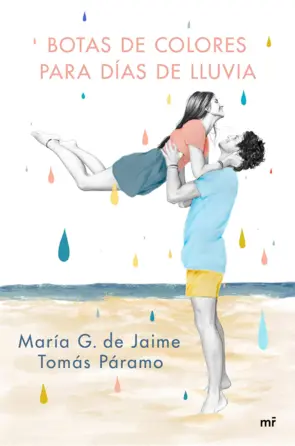 BOTAS DE COLORES
PARA DÍAS DE LLUVIA
María G. de Jaime
Tomás Páramo
mr